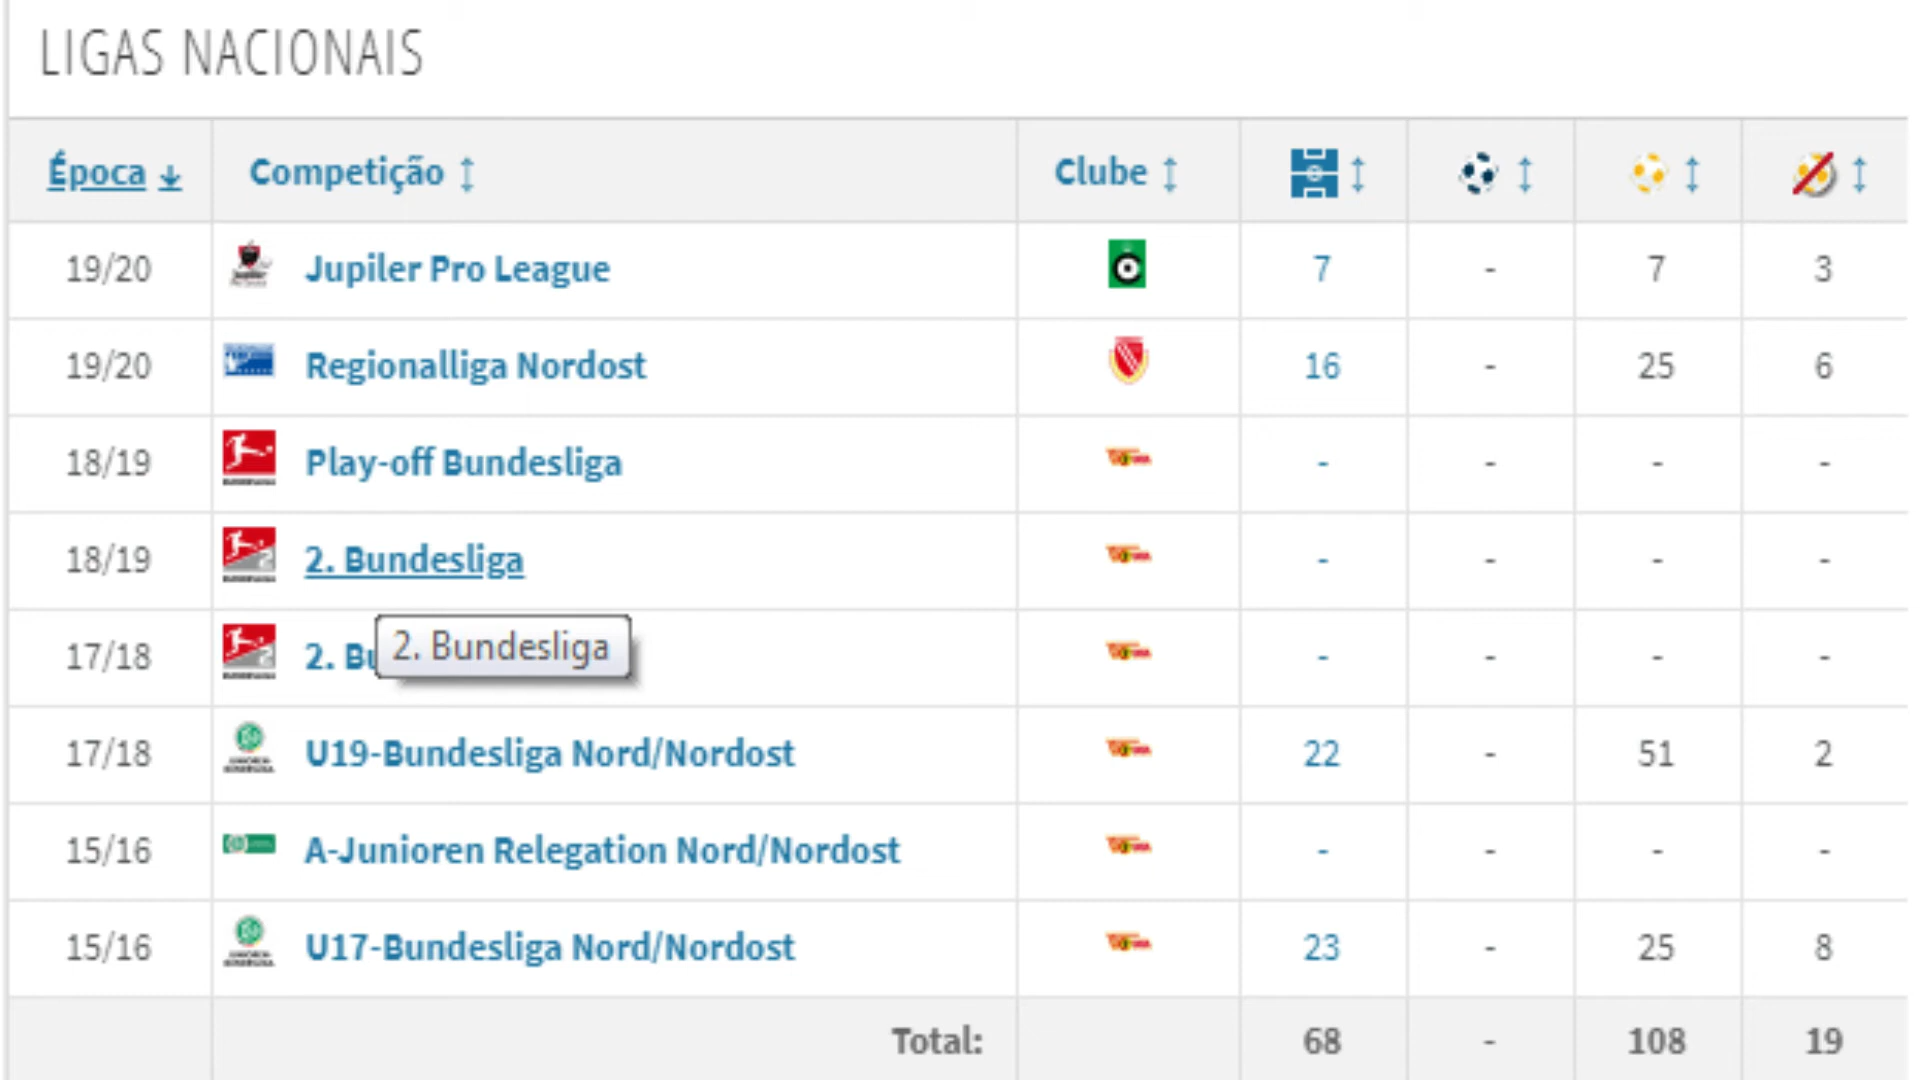 LIGAS NACIONAIS
Época Competição Clube
19/20 Jupiler Pro League 7 - 7 3
19/20 Regionalliga Nordost 16 - 25 6
18/19 Play-off Bundesliga - - - -
18/19 2. Bundesliga - - - -
2. Bundesliga
17/18 2. Bu - - - -
17/18 U19-Bundesliga Nord/Nordost 22 - 51 2
15/16 A-Junioren Relegation Nord/Nordost - - - -
15/16 U17-Bundesliga Nord/Nordost 23 - 25 8
Total: 68 - 108 19